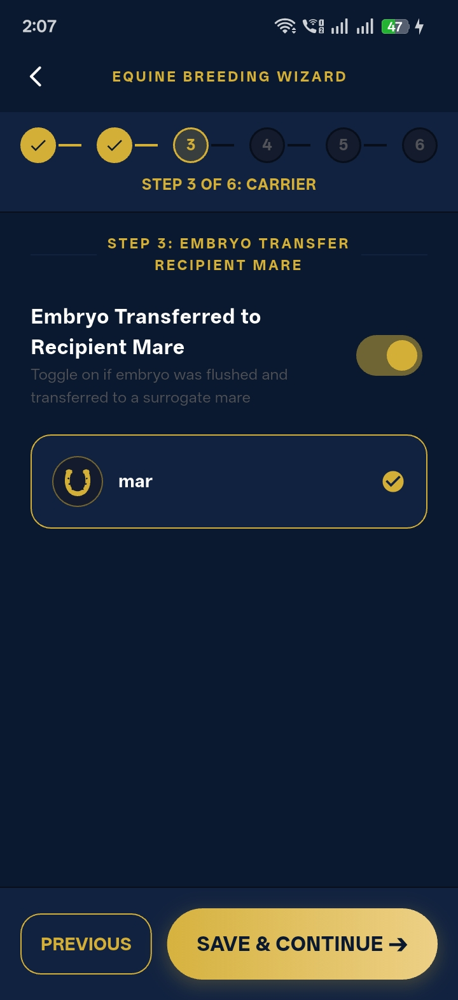 2:07
47
EQUINE BREEDING WIZARD
3
4
5
6
STEP 3 OF 6: CARRIER
STEP 3: EMBRYO TRANSFER
RECIPIENT MARE
Embryo Transferred to
Recipient Mare
Toggle on if embryo was flushed and
transferred to a surrogate mare
mar
PREVIOUS
SAVE & CONTINUE →